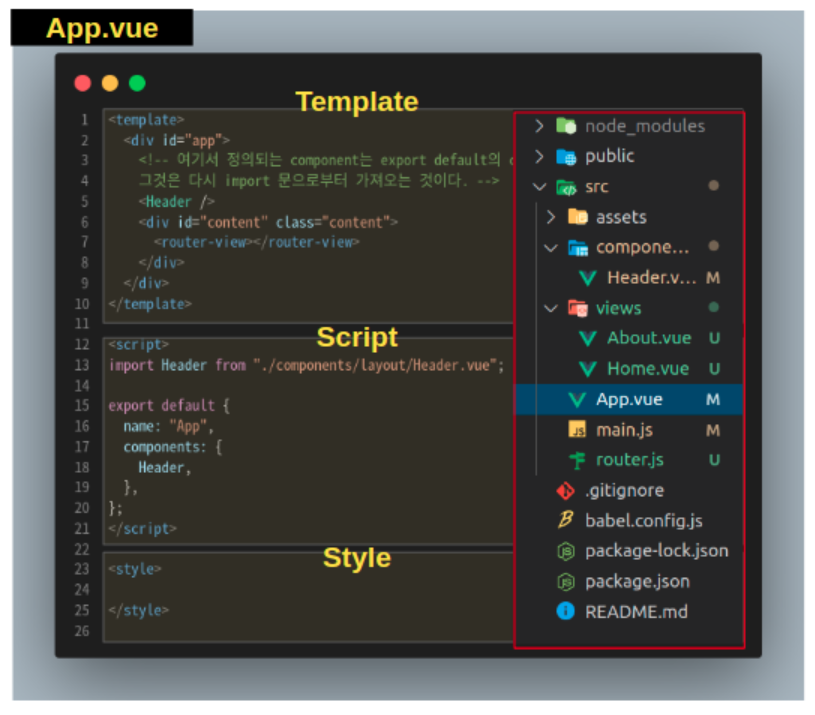 App.vue
Template
1 <template>
2 <div id="app">
3 <!-- 여기서 정의되는 component는 export default의
4 그것은 다시 import 문으로부터 가져오는 것이다. -->
5 <Header />
6 <div id="content" class="content">
7 <router-view></router-view>
8 </div>
9 </div>
10 </template>
11
Script
12 <script>
13 import Header from "./components/layout/Header.vue";
14
15 export default {
16 name: "App",
17 components: {
18 Header,
19 },
20 };
21 </script>
22
Style
23 <style>
24
25 </style>
26
node_modules
public
src
assets
compone...
Header.v... M
views
About.vue U
Home.vue U
App.vue M
JS main.js M
router.js U
.gitignore
B babel.config.js
JS package-lock.json
JS package.json
README.md